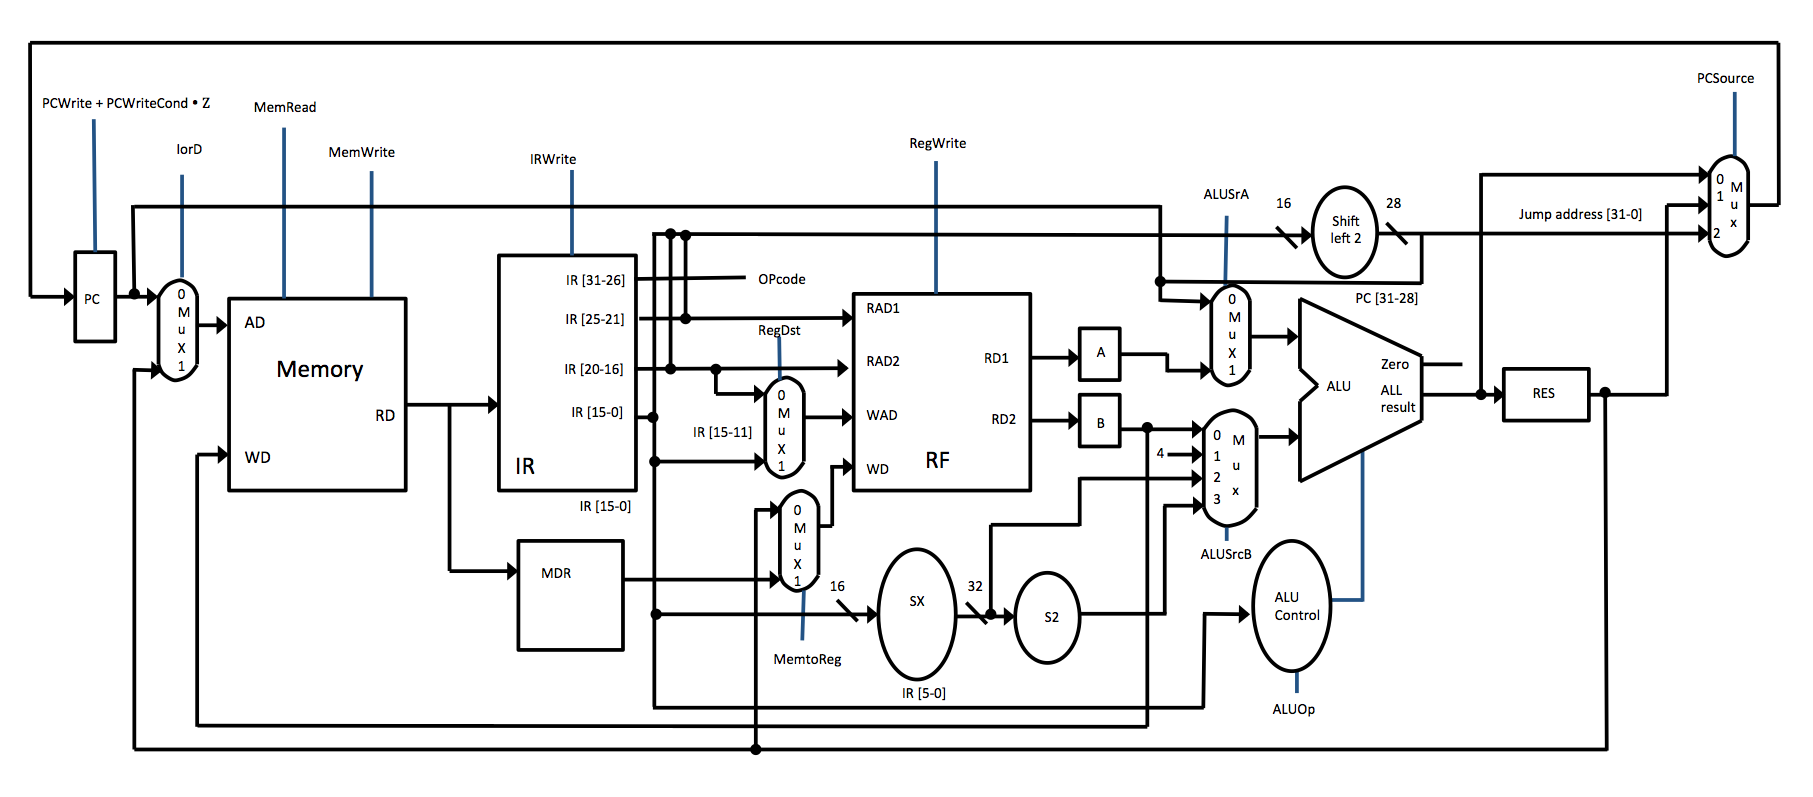 PCSource
PCWrite + PCWriteCond • Z
MemRead
IorD
MemWrite
IRWrite
RegWrite
ALUSrA
16
28
Shift
left 2
Jump address [31-0]
0
1
2
M
u
x
PC
0
M
u
X
1
AD
Memory
RD
WD
IR [31-26]
OPcode
IR [25-21]
IR [20-16]
IR [15-0]
IR
IR [15-0]
RegDst
0
M
u
X
1
IR [15-11]
RAD1
RAD2
WAD
WD
RD1
RD2
RF
A
B
PC [31-28]
0
M
u
X
1
4
0
1
2
3
M
u
x
ALUSrcB
ALU
Zero
ALL
result
RES
MDR
0
M
u
X
1
MemtoReg
16
SX
32
S2
IR [5-0]
ALU
Control
ALUOp